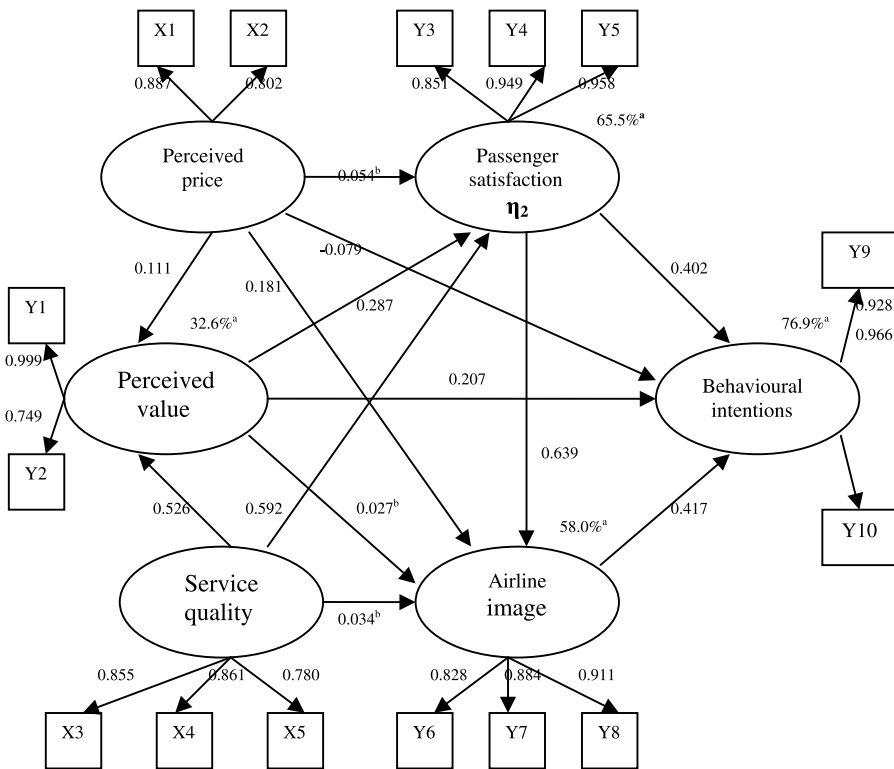 X1
X2
Y3
Y4
Y5
0.887
0.802
0.851
0.949
0.958
65.5%ᵃ
Perceived
price
Passenger
satisfaction
η₂
0.054ᵇ
-0.079
0.111
0.181
0.287
0.402
Y9
0.928
0.966
Y1
32.6%ᵃ
76.9%ᵃ
0.999
Perceived
value
0.207
Behavioural
intentions
0.749
Y2
0.639
0.526
0.592
0.027ᵇ
58.0%ᵃ
0.417
Y10
Service
quality
Airline
image
0.034ᵇ
0.855
0.861
0.780
0.828
0.884
0.911
X3
X4
X5
Y6
Y7
Y8